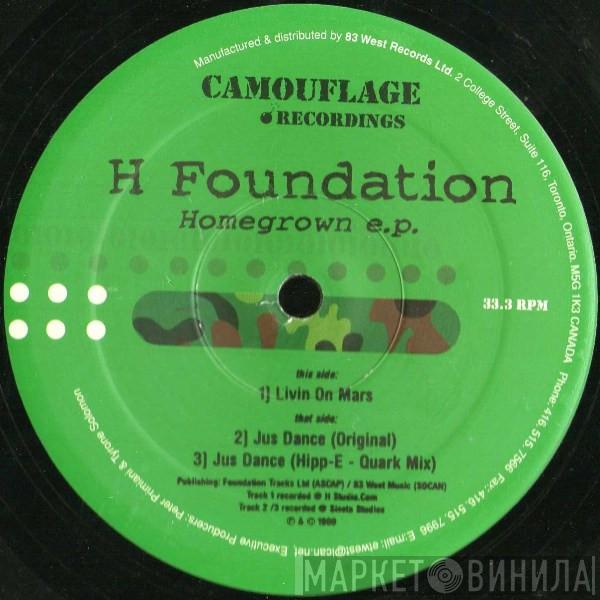 Manufactured & distributed by 83 West Records Ltd. 2 College Street, Suite 116, Toronto, Ontario. M5G 1K3 CANADA Phone: 416. 515. 7566 Fax: 416. 515. 7996 E.mail: etwest@ican.net. Executive Producers: Peter Primiani & Tyrone Solomon
CAMOUFLAGE
RECORDINGS
H Foundation
Homegrown e.p.
33.3 RPM
this side:
1] Livin On Mars
that side:
2] Jus Dance (Original)
3] Jus Dance (Hipp-E - Quark Mix)
Publishing: Foundation Tracks Ltd (ASCAP) / 83 West Music (SOCAN)
Track 1 recorded @ H Studio.Com
Track 2 /3 recorded @ Siesta Studios
℗ & © 1999
МАРКЕТ ВИНИЛА